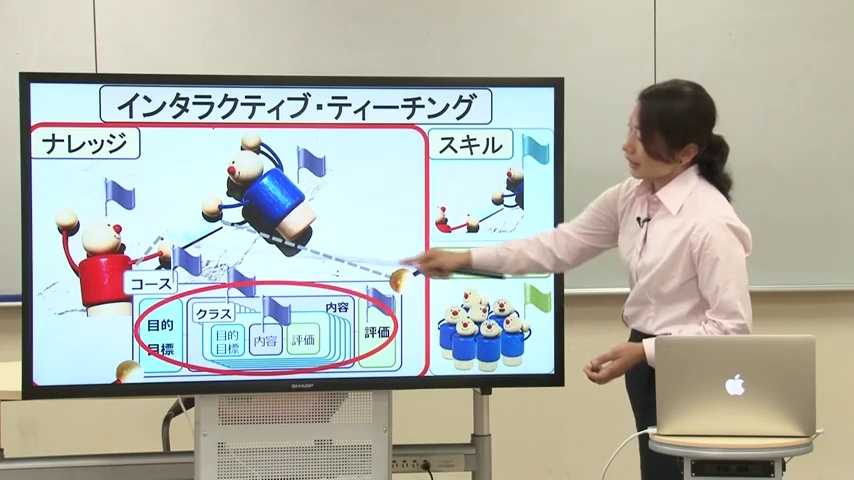 インタラクティブ・ティーチング
ナレッジ
スキル
コース
クラス
内容
目的
目標
目的
目標
内容
評価
評価
SHARP